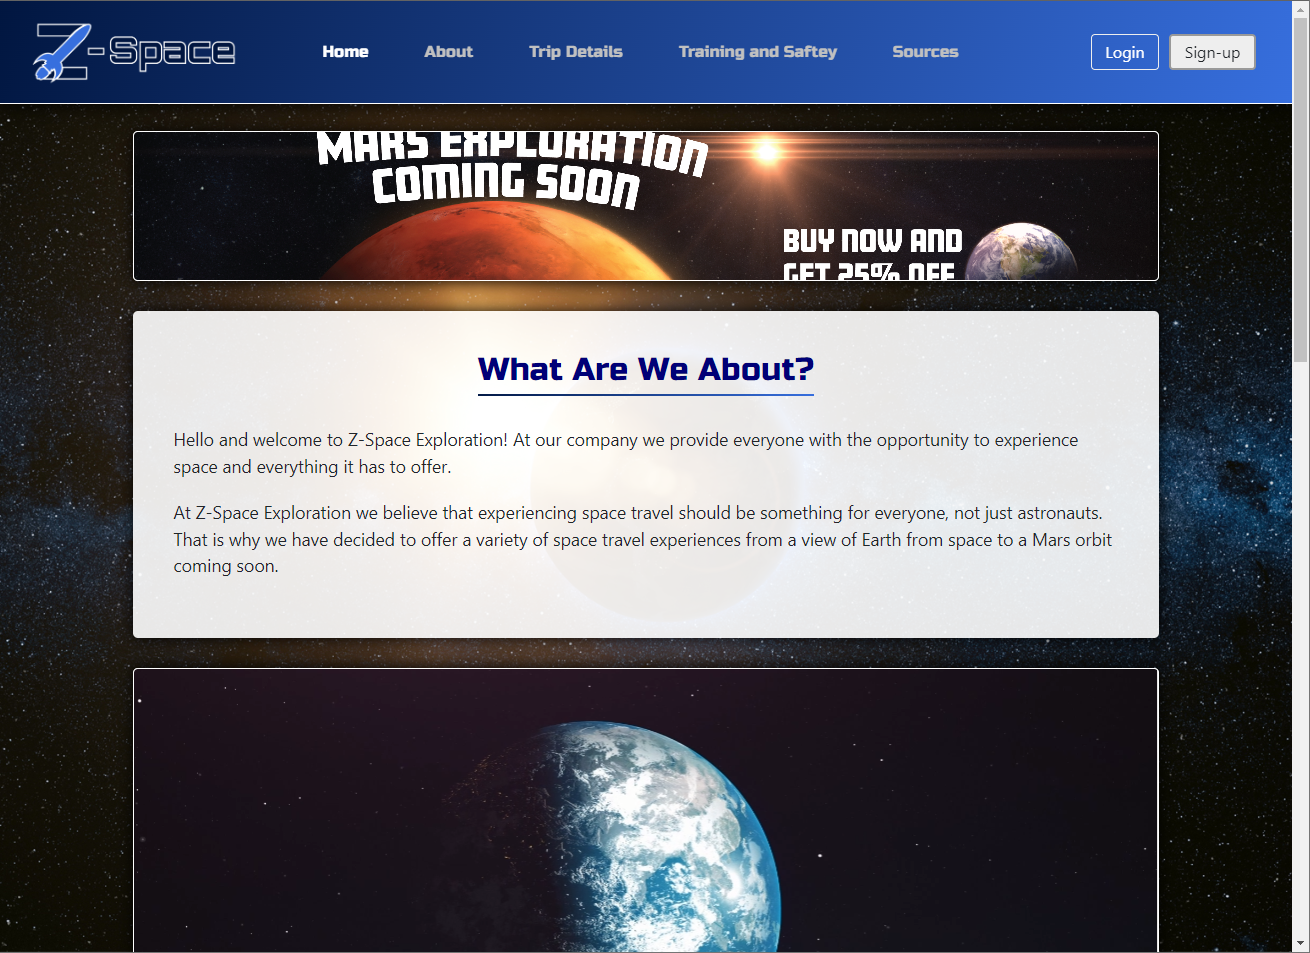 Z-Space
Home About Trip Details Training and Saftey Sources Login Sign-up
MARS EXPLORATION
COMING SOON
BUY NOW AND
GET 25% OFF
What Are We About?
Hello and welcome to Z-Space Exploration! At our company we provide everyone with the opportunity to experience
space and everything it has to offer.
At Z-Space Exploration we believe that experiencing space travel should be something for everyone, not just astronauts.
That is why we have decided to offer a variety of space travel experiences from a view of Earth from space to a Mars orbit
coming soon.